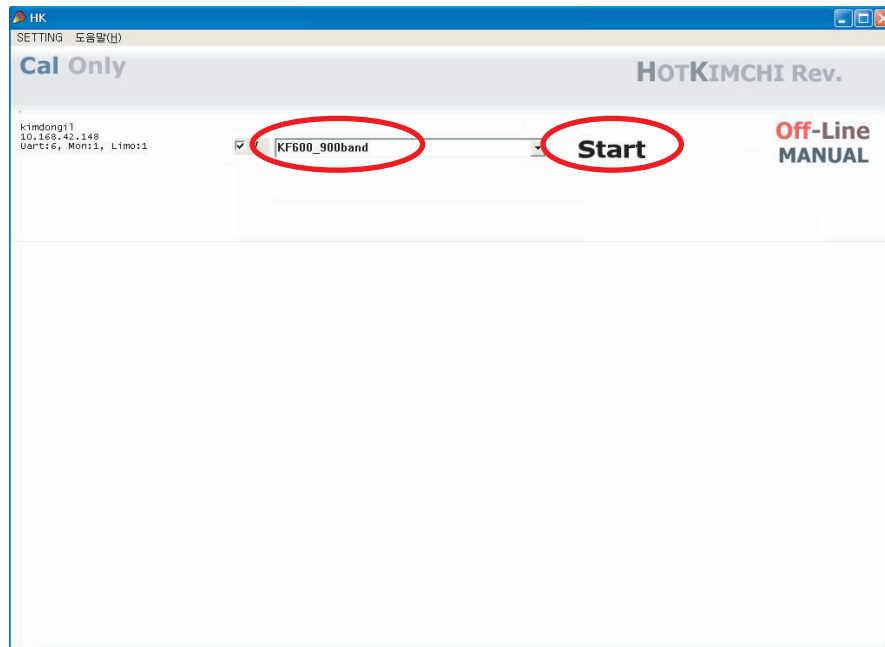 HK
SETTING 도움말(H)
Cal Only
HOTKIMCHI Rev.
kimdongil
10.168.42.148
Uart:6, Mon:1, Limo:1
KF600_900band
Start
Off-Line
MANUAL